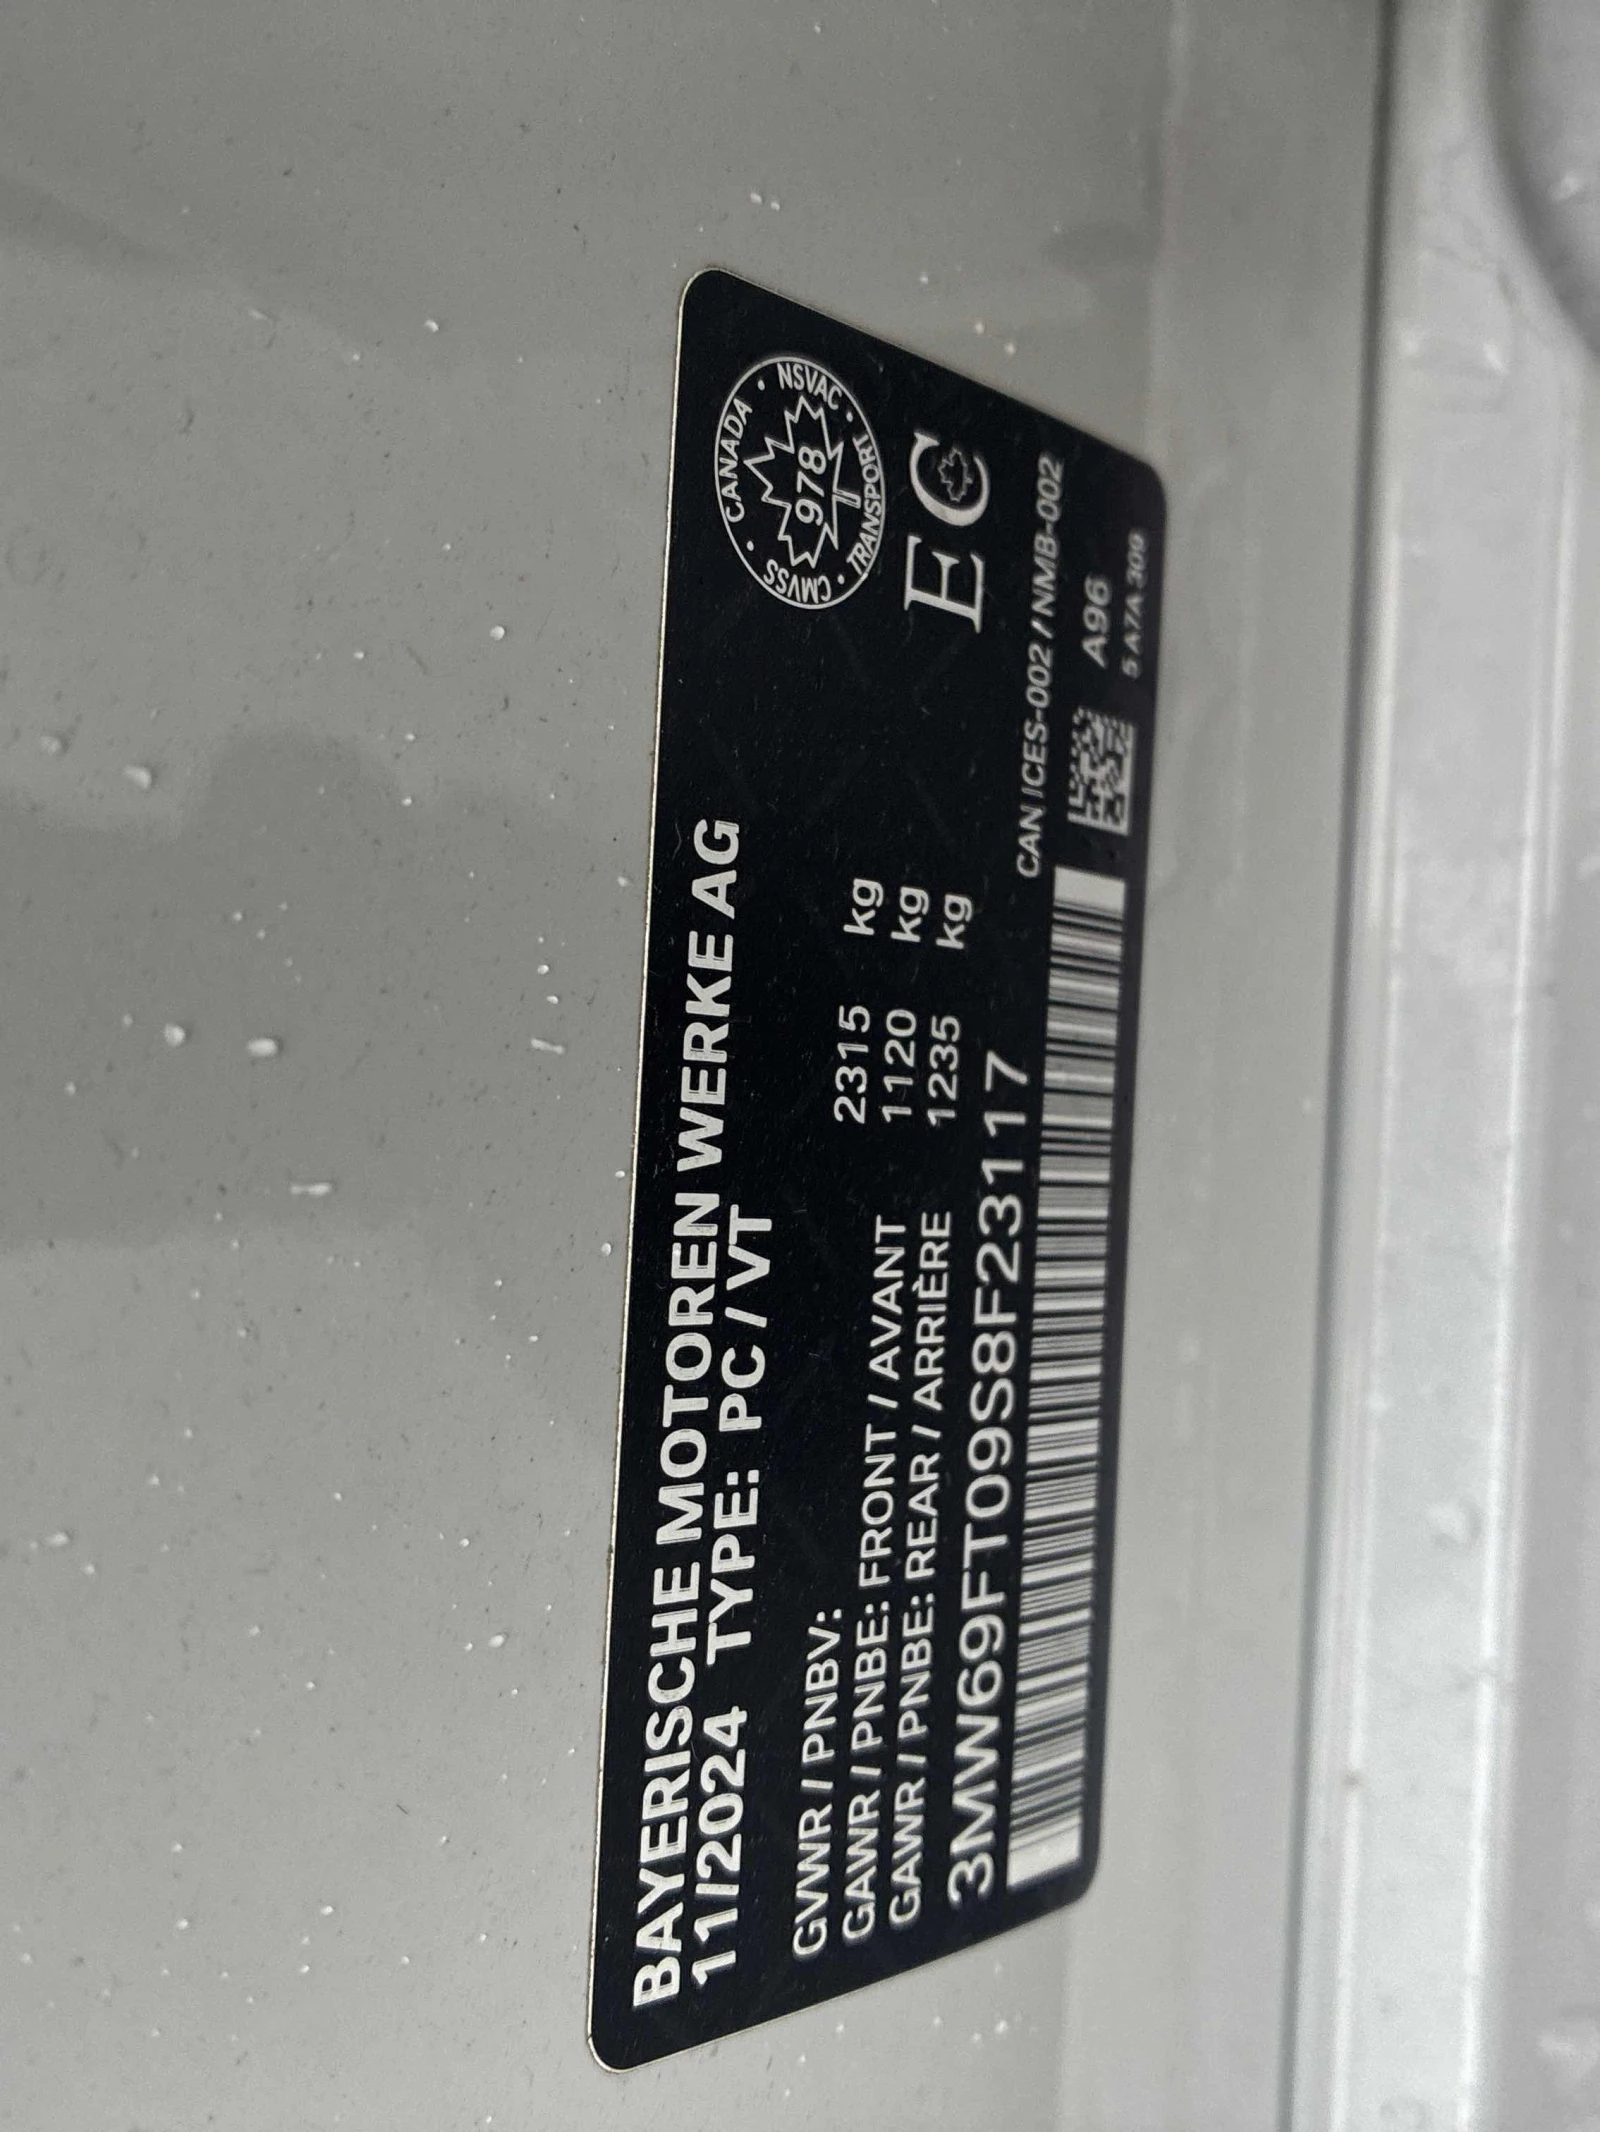 BAYERISCHE MOTOREN WERKE AG
11/2024 TYPE: PC / VT
GVWR / PNBV: 2315 kg
GAWR / PNBE: FRONT / AVANT 1120 kg
GAWR / PNBE: REAR / ARRIÈRE 1235 kg
3MW69FT09S8F23117
CANADA · NSVAC · TRANSPORT · CMVSS ·
978
EC
CAN ICES-002 / NMB-002
A96
5 A7A 309